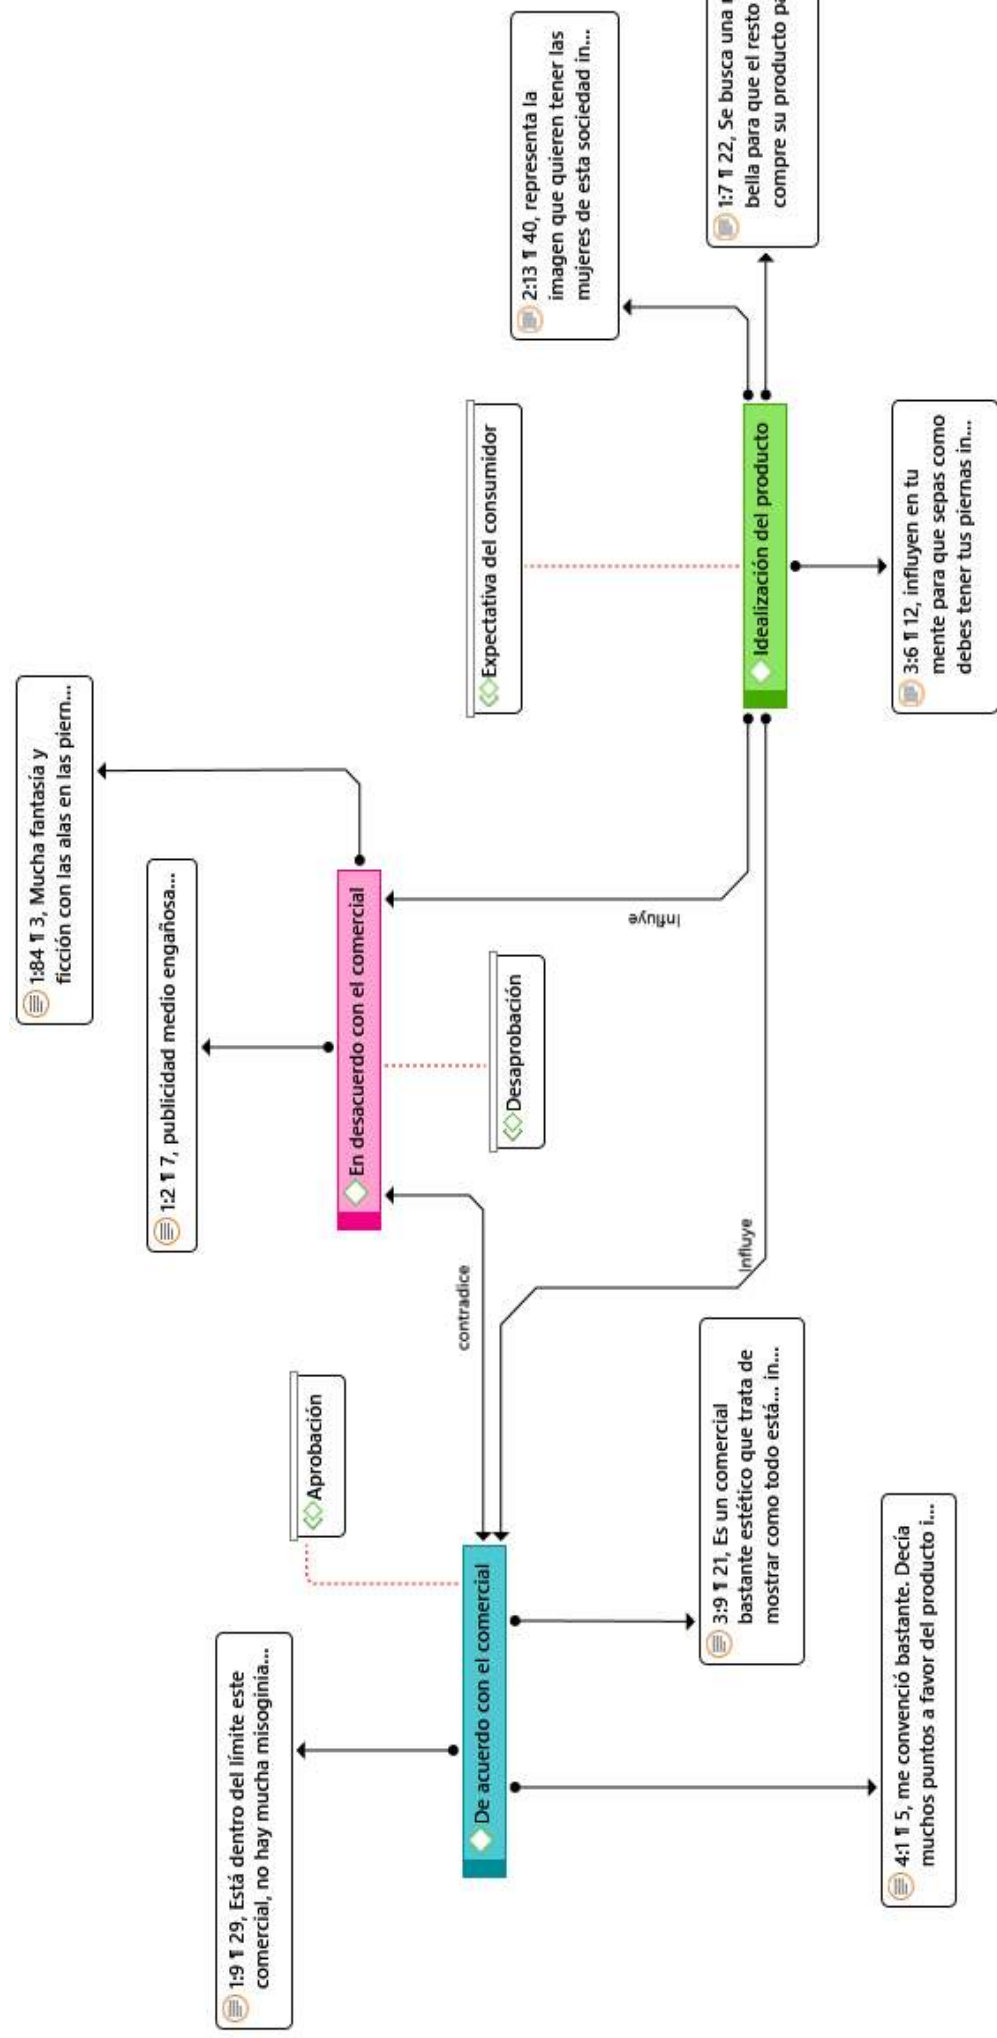 1:84 ¶ 3, Mucha fantasía y
ficción con las alas en las piern...
1:2 ¶ 7, publicidad medio engañosa...
1:9 ¶ 29, Está dentro del límite este
comercial, no hay mucha misoginia...
Aprobación
En desacuerdo con el comercial
contradice
De acuerdo con el comercial
Expectativa del consumidor
Desaprobación
2:13 ¶ 40, representa la
imagen que quieren tener las
mujeres de esta sociedad in...
Influye
3:9 ¶ 21, Es un comercial
bastante estético que trata de
mostrar como todo está... in...
1:7 ¶ 22, Se busca una
bella para que el resto
compre su producto
Influye
Idealización del producto
4:1 ¶ 5, me convenció bastante. Decía
muchos puntos a favor del producto i...
3:6 ¶ 12, influyen en tu
mente para que sepas como
debes tener tus piernas in...